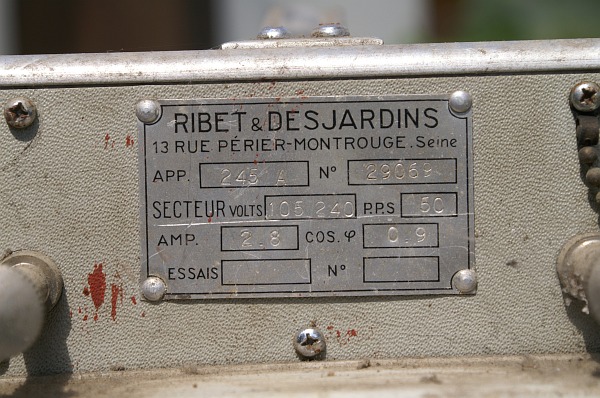 RIBET & DESJARDINS
13 RUE PÉRIER-MONTROUGE. Seine
APP. 245 A N° 29069
SECTEUR VOLTS 105 240 P.P.S 50
AMP. 2.8 COS. φ 0.9
ESSAIS N°